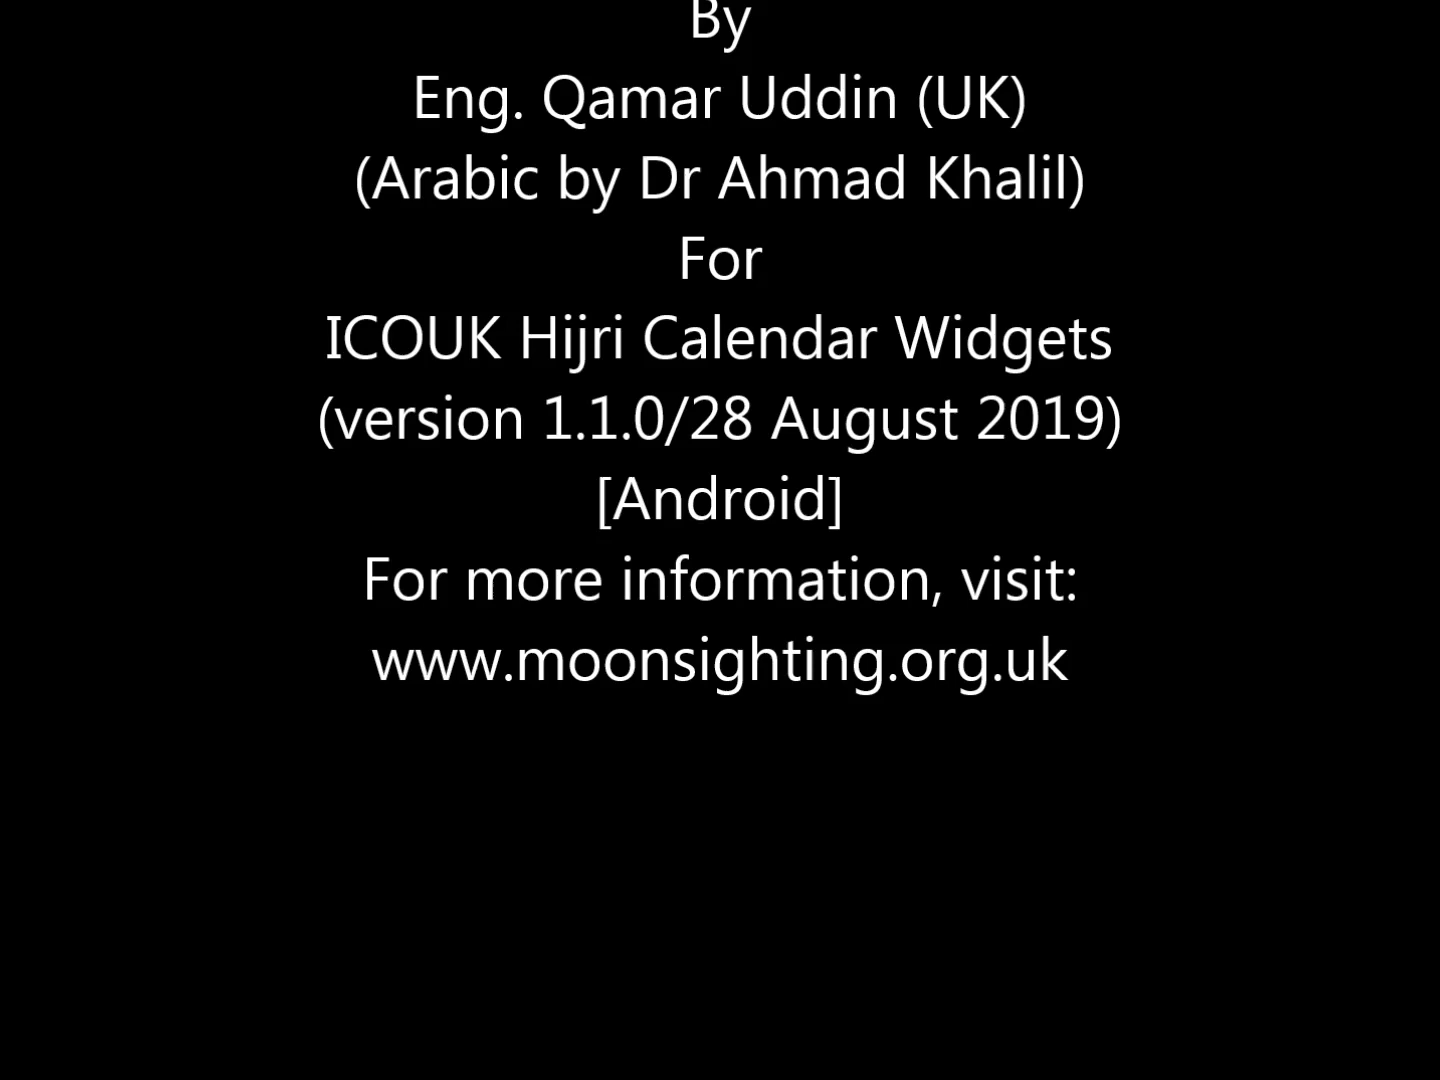 By
Eng. Qamar Uddin (UK)
(Arabic by Dr Ahmad Khalil)
For
ICOUK Hijri Calendar Widgets
(version 1.1.0/28 August 2019)
[Android]
For more information, visit:
www.moonsighting.org.uk